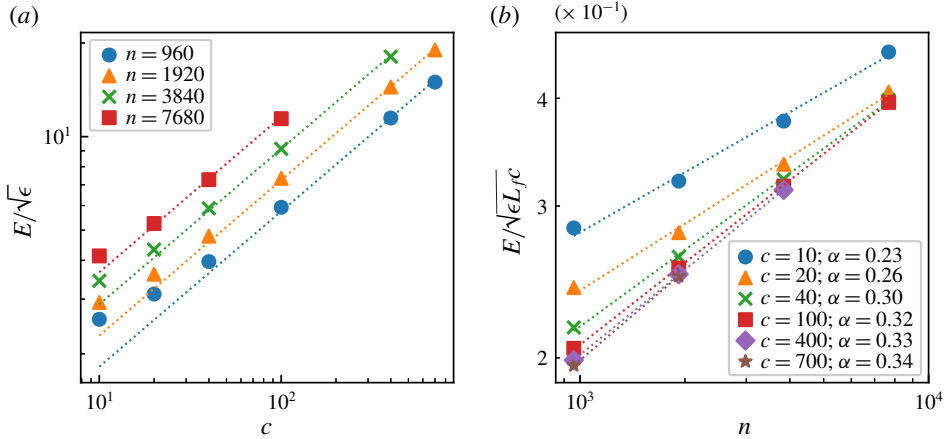 (a)
n = 960
n = 1920
n = 3840
n = 7680
10¹
E/√ϵ
10¹
10²
c
(b)
(× 10⁻¹)
4
3
2
E/√ϵL_f c
c = 10; α = 0.23
c = 20; α = 0.26
c = 40; α = 0.30
c = 100; α = 0.32
c = 400; α = 0.33
c = 700; α = 0.34
10³
10⁴
n